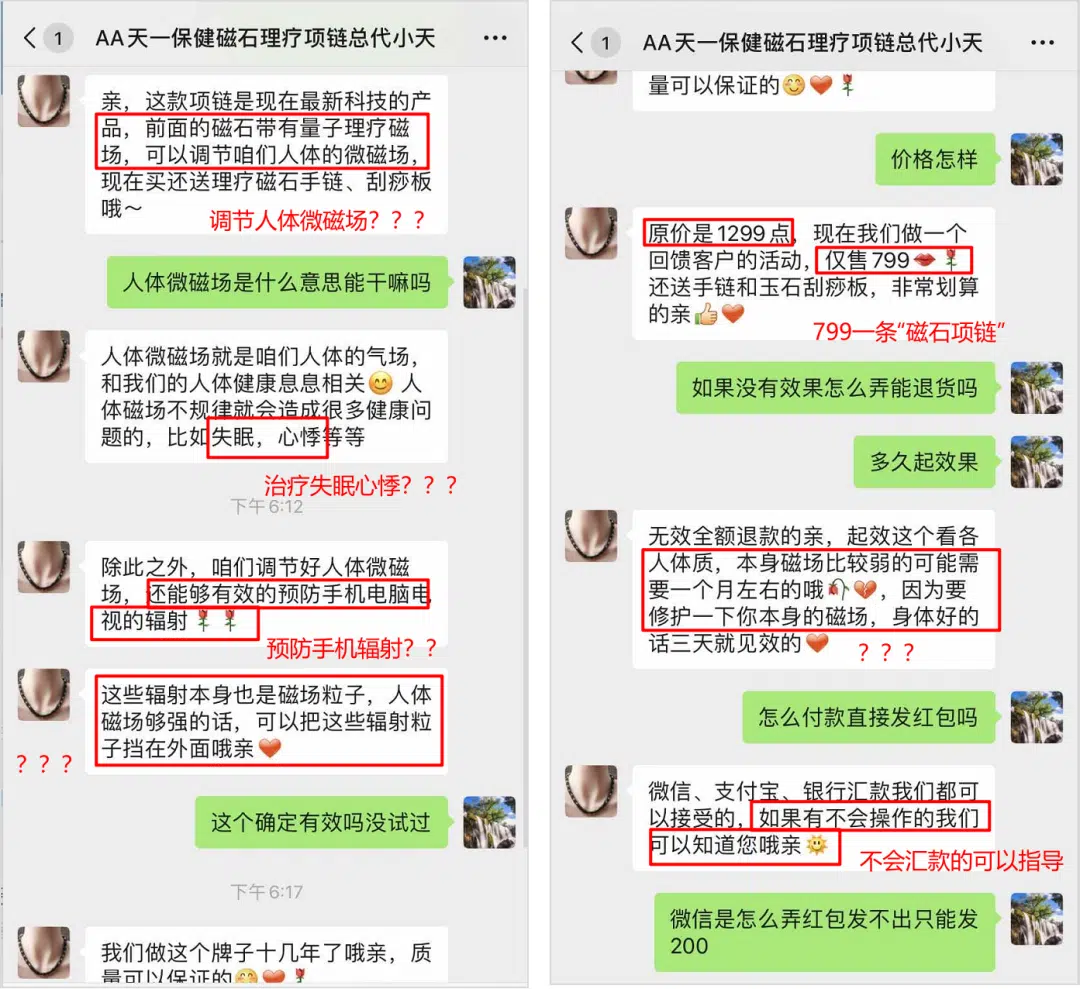 1
AA天一保健磁石理疗项链总代小天
亲，这款项链是现在最新科技的产
品，前面的磁石带有量子理疗磁
场，可以调节咱们人体的微磁场，
现在买还送理疗磁石手链、刮痧板
哦～
调节人体微磁场？？？
人体微磁场是什么意思能干嘛吗
人体微磁场就是咱们人体的气场，
和我们的人体健康息息相关😊 人
体磁场不规律就会造成很多健康问
题的，比如失眠，心悸等等
治疗失眠心悸？？？
下午6:12
除此之外，咱们调节好人体微磁
场，还能够有效的预防手机电脑电
视的辐射🌹🌹
预防手机辐射？？
这些辐射本身也是磁场粒子，人体
磁场够强的话，可以把这些辐射粒
子挡在外面哦亲❤️
？？？
这个确定有效吗没试过
下午6:17
我们做这个牌子十几年了哦亲，质
量可以保证的😊❤️🌹
1
AA天一保健磁石理疗项链总代小天
量可以保证的😊❤️🌹
价格怎样
原价是1299点，现在我们做一个
回馈客户的活动，仅售799💋🌹
还送手链和玉石刮痧板，非常划算
的亲👍❤️
799一条“磁石项链”
如果没有效果怎么弄能退货吗
多久起效果
无效全额退款的亲，起效这个看各
人体质，本身磁场比较弱的可能需
要一个月左右的哦🥀💔，因为要
修护一下你本身的磁场，身体好的
话三天就见效的❤️
？？？
怎么付款直接发红包吗
微信、支付宝、银行汇款我们都可
以接受的，如果有不会操作的我们
可以知道您哦亲🌞
不会汇款的可以指导
微信是怎么弄红包发不出只能发
200